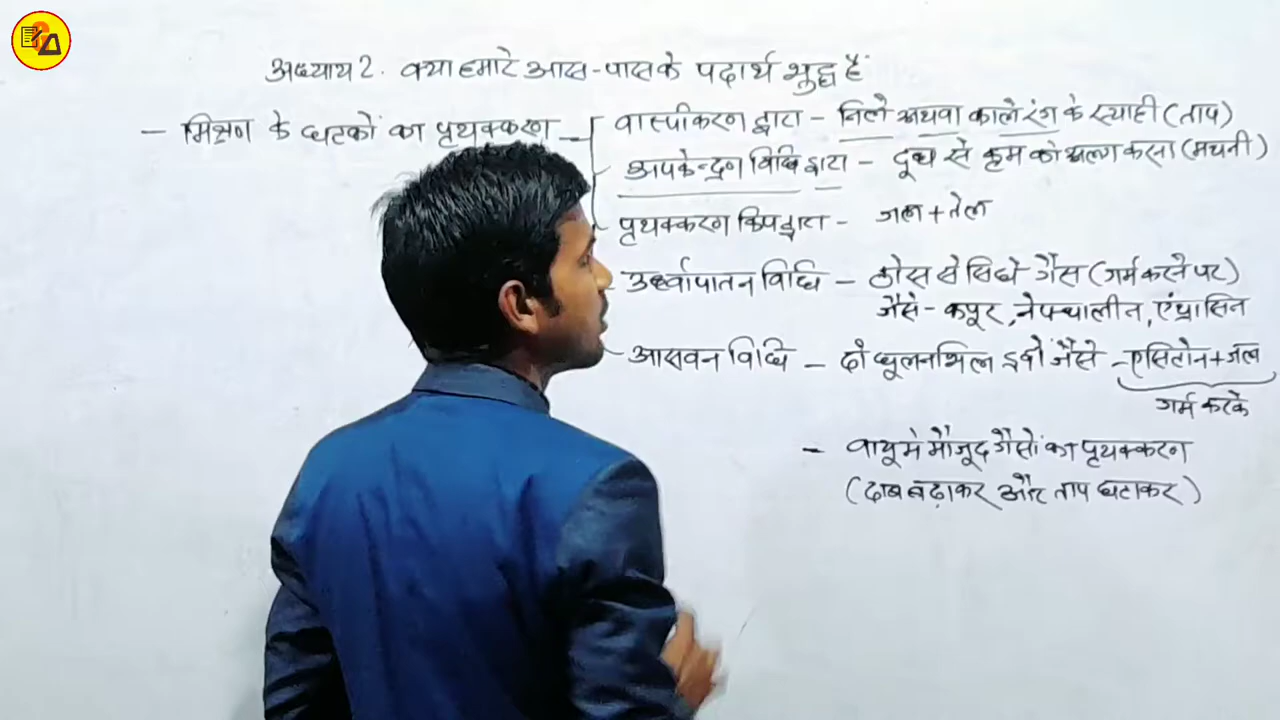 अध्याय 2. क्या हमारे आस-पास के पदार्थ शुद्ध हैं
- मिश्रण के घटकों का पृथक्करण
वाष्पीकरण द्वारा - निले अथवा काले रंग के स्याही (ताप)
अपकेन्द्रण विधि द्वारा - दूध से क्रम को अलग करना (मथनी)
पृथक्करण किप द्वारा - जल + तेल
उर्ध्वापातन विधि - ठोस से सिधे गैस (गर्म करने पर)
जैसे - कपूर, नेफ्थालीन, एंथ्रासिन
आसवन विधि - दो घूलनशिल द्रवों जैसे - एसिटोन + जल
गर्म करके
- वायू मे मौजूद गैसों का पृथक्करण
(दाब बढ़ाकर और ताप घटाकर)